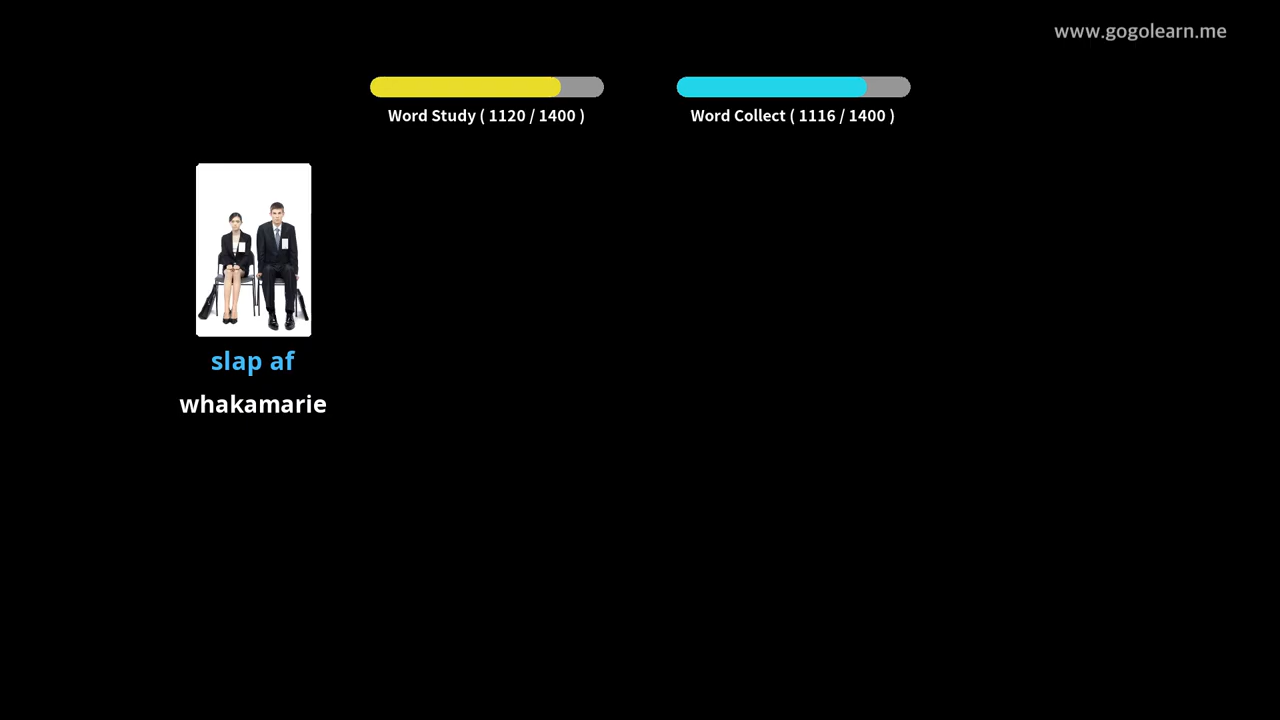 www.gogolearn.me
Word Study ( 1120 / 1400 )
Word Collect ( 1116 / 1400 )
slap af
whakamarie